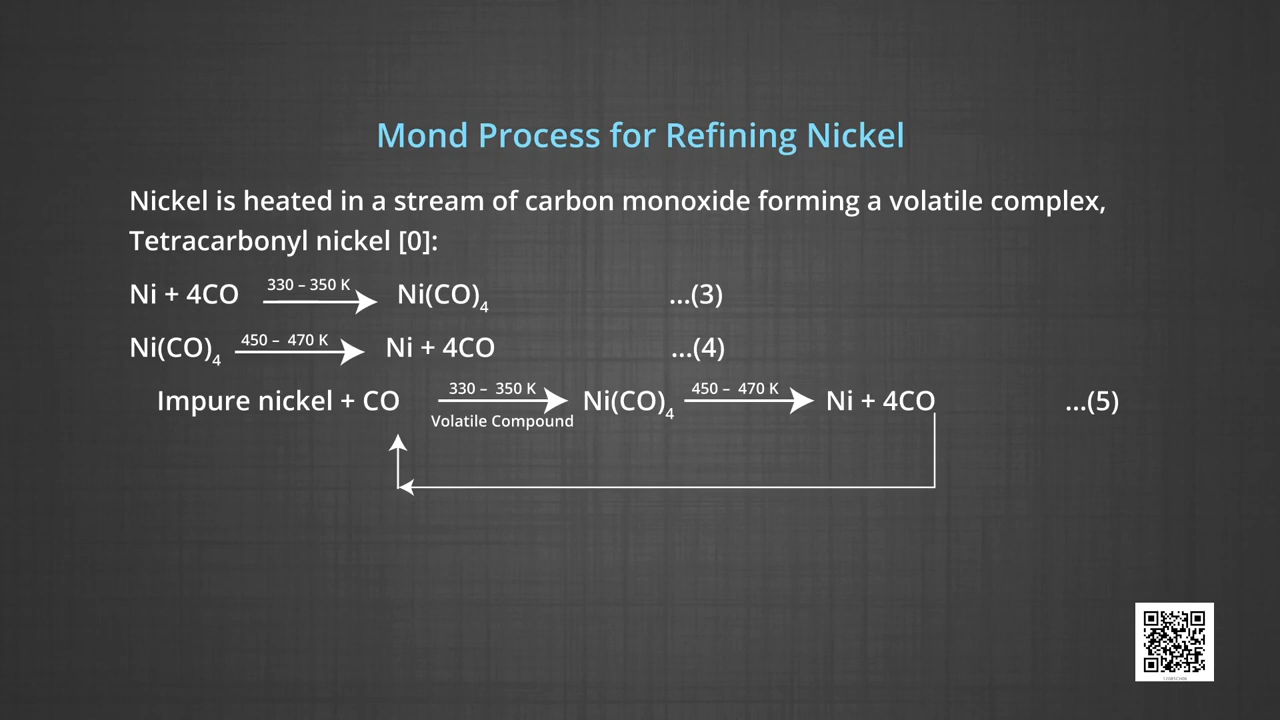 Mond Process for Refining Nickel
Nickel is heated in a stream of carbon monoxide forming a volatile complex,
Tetracarbonyl nickel [0]:
Ni + 4CO 330 – 350 K Ni(CO)4 ...(3)
Ni(CO)4 450 – 470 K Ni + 4CO ...(4)
Impure nickel + CO 330 – 350 K Ni(CO)4 450 – 470 K Ni + 4CO ...(5)
Volatile Compound